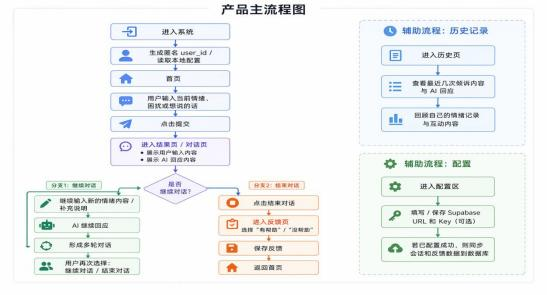 产品主流程图
进入系统
生成匿名 user_id /
读取本地配置
首页
用户输入当前情绪、
困扰或想说的话
点击提交
进入结果页 / 对话页
• 展示用户输入内容
• 展示 AI 回应内容
是否
继续对话?
分支1：继续对话
继续输入新的情绪内容 /
补充说明
AI 继续回应
形成多轮对话
用户再次选择：
继续对话 / 结束对话
分支2：结束对话
点击结束对话
进入反馈页
选择“有帮助” / “没帮助”
保存反馈
返回首页
辅助流程：历史记录
进入历史页
查看最近几次倾诉内容
与 AI 回应
回顾自己的情绪记录
与互动内容
辅助流程：配置
进入配置区
填写 / 保存 Supabase
URL 和 Key（可选）
若已配置成功，则同步
会话和反馈数据到数据库